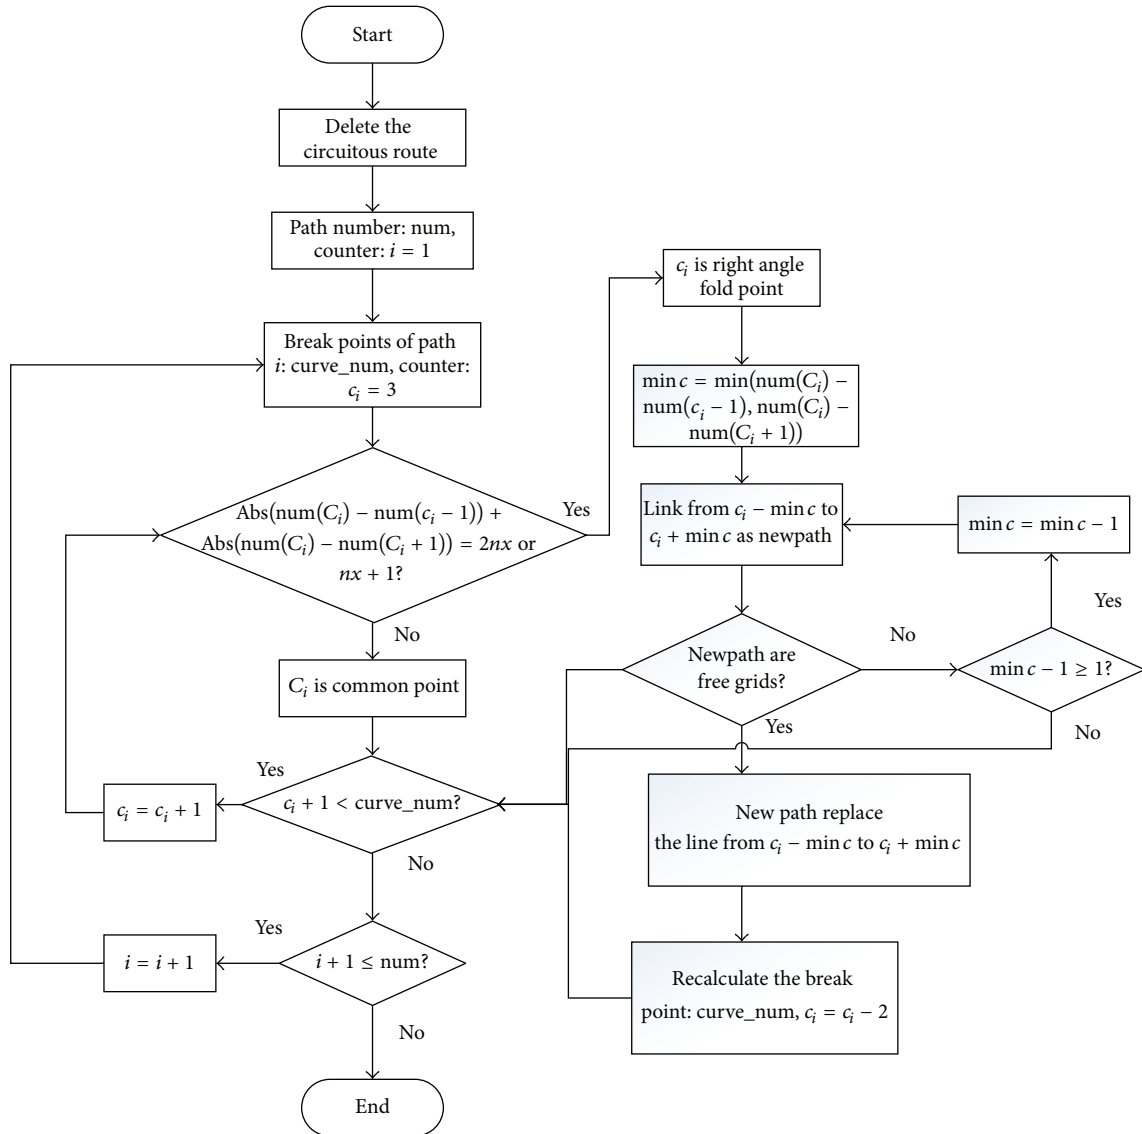 Start
Delete the
circuitous route
Path number: num,
counter: i = 1
Break points of path
i: curve_num, counter:
c_i = 3
Abs(num(C_i) − num(c_i − 1)) +
Abs(num(C_i) − num(C_i + 1)) = 2nx or
nx + 1?
Yes
No
C_i is common point
c_i + 1 < curve_num?
Yes
c_i = c_i + 1
No
i + 1 ≤ num?
Yes
i = i + 1
No
End
c_i is right angle
fold point
min c = min(num(C_i) −
num(c_i − 1), num(C_i) −
num(C_i + 1))
Link from c_i − min c to
c_i + min c as newpath
min c = min c − 1
Newpath are
free grids?
No
min c − 1 ≥ 1?
Yes
No
Yes
New path replace
the line from c_i − min c to c_i + min c
Recalculate the break
point: curve_num, c_i = c_i − 2